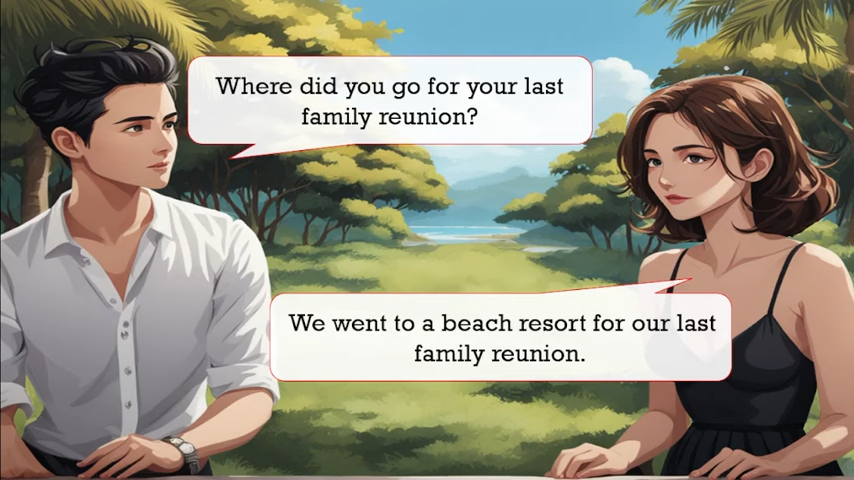 Where did you go for your last
family reunion?
We went to a beach resort for our last
family reunion.